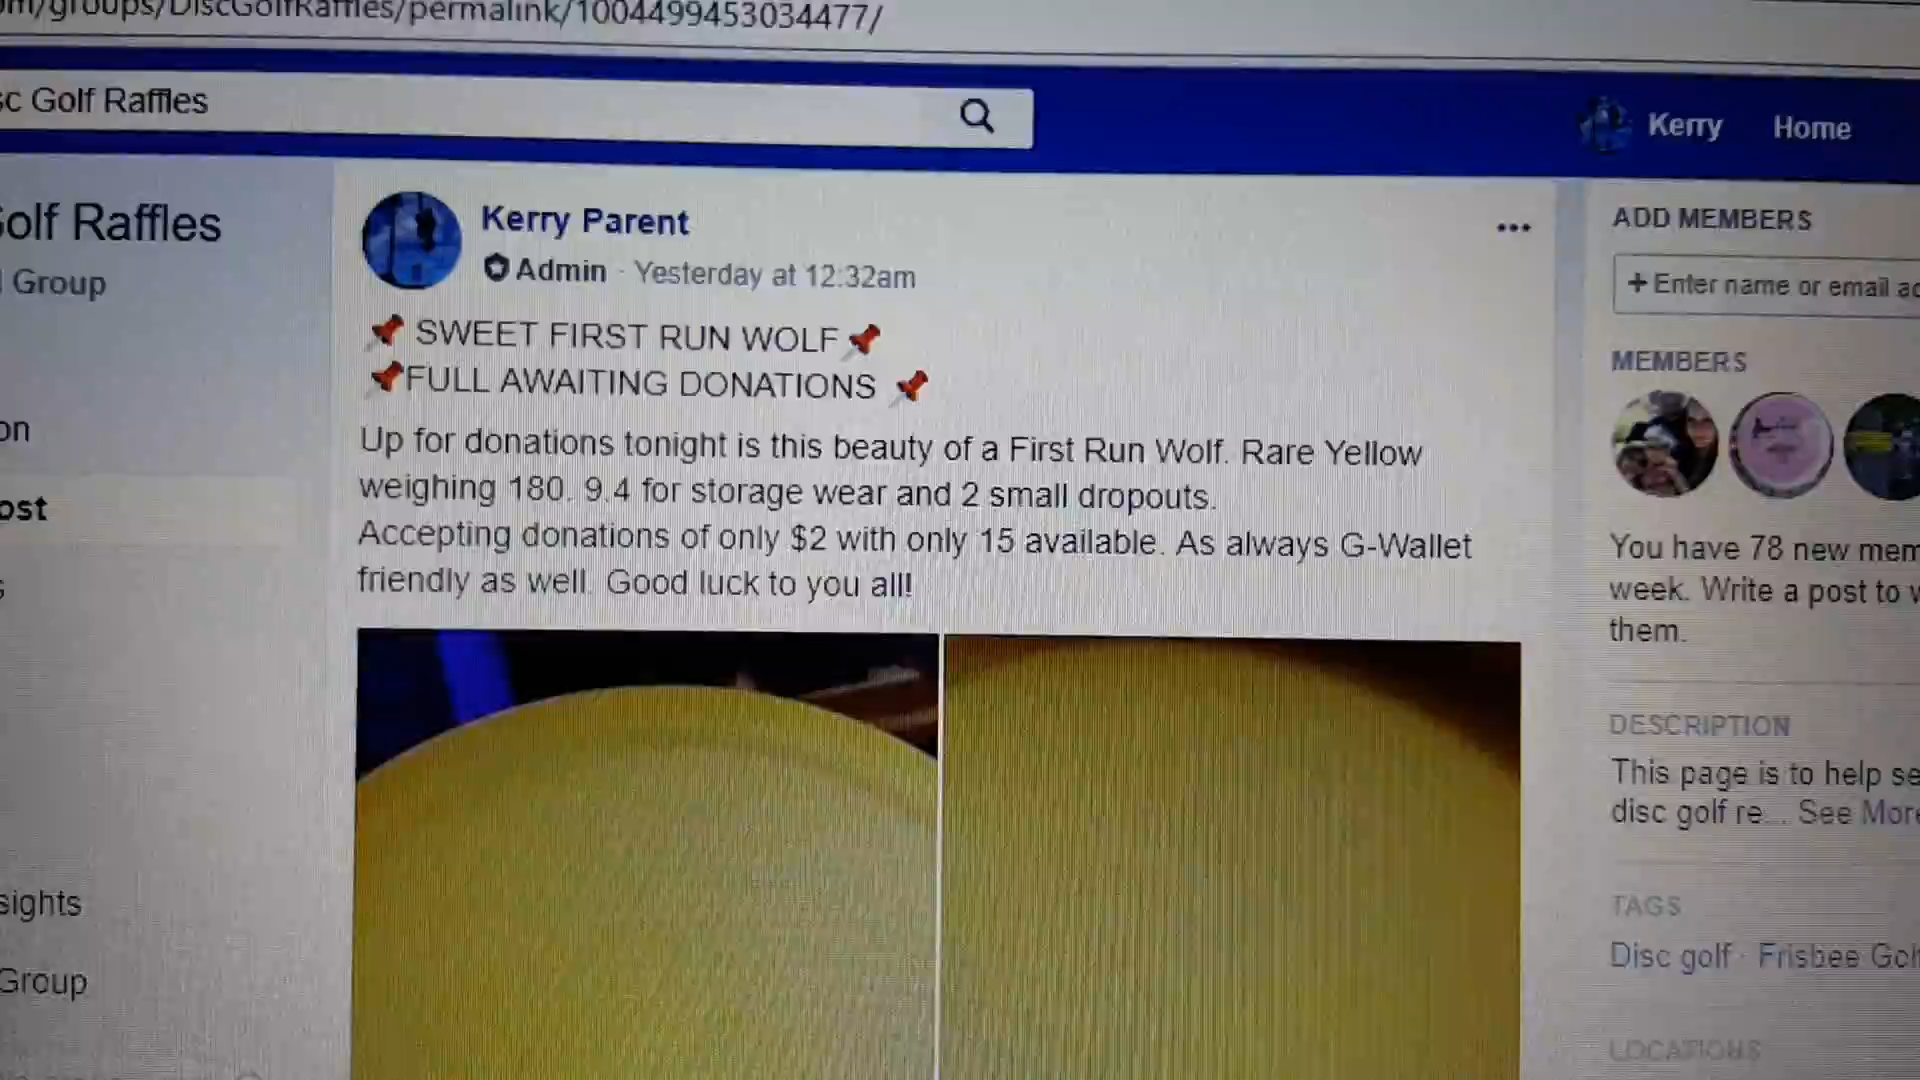 /groups/DiscGolfRaffles/permalink/1004499453034477/
Golf Raffles
Kerry Home
Golf Raffles
Group
Kerry Parent
Admin · Yesterday at 12:32am
SWEET FIRST RUN WOLF
FULL AWAITING DONATIONS
Up for donations tonight is this beauty of a First Run Wolf. Rare Yellow
weighing 180. 9.4 for storage wear and 2 small dropouts.
Accepting donations of only $2 with only 15 available. As always G-Wallet
friendly as well. Good luck to you all!
on
ost
sights
Group
ADD MEMBERS
+ Enter name or email
MEMBERS
You have 78 new mem
week. Write a post to
them.
DESCRIPTION
This page is to help se
disc golf re... See More
TAGS
Disc golf · Frisbee Gol
LOCATIONS